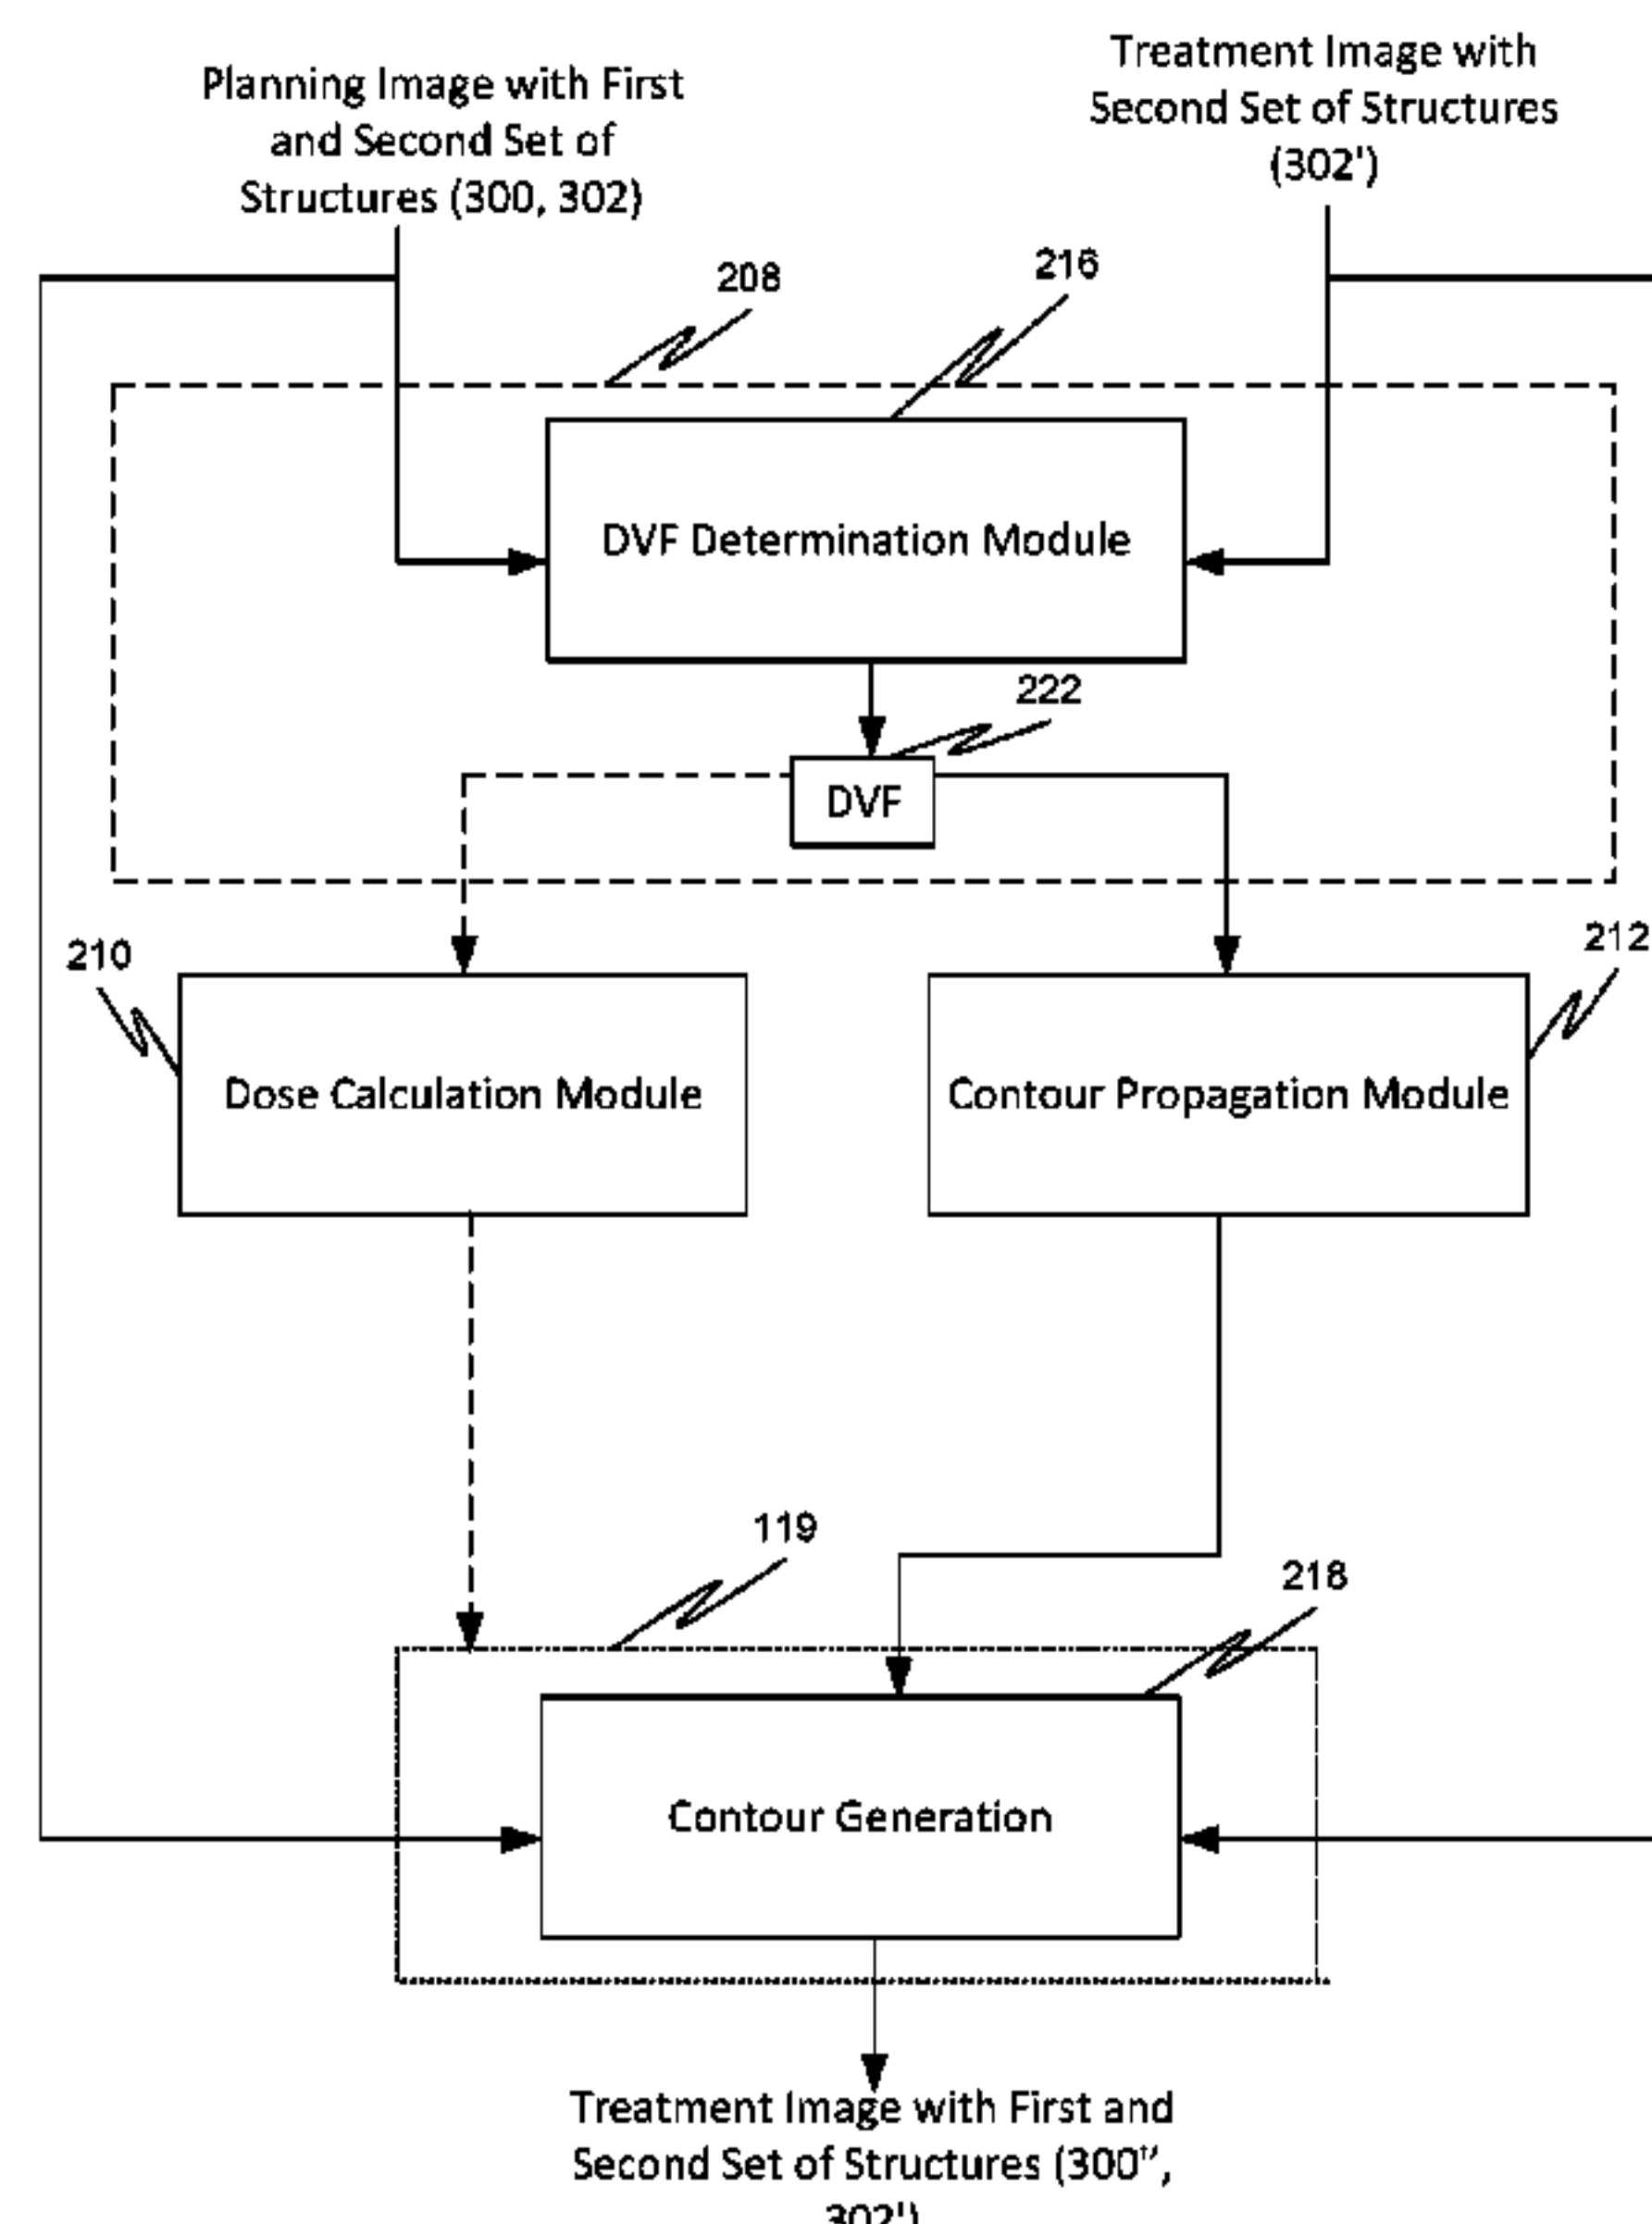 Planning Image with First
and Second Set of
Structures (300, 302)
Treatment Image with
Second Set of Structures
(302')
208
216
DVF Determination Module
222
DVF
210
212
Dose Calculation Module
Contour Propagation Module
119
218
Contour Generation
Treatment Image with First and
Second Set of Structures (300'',
302')